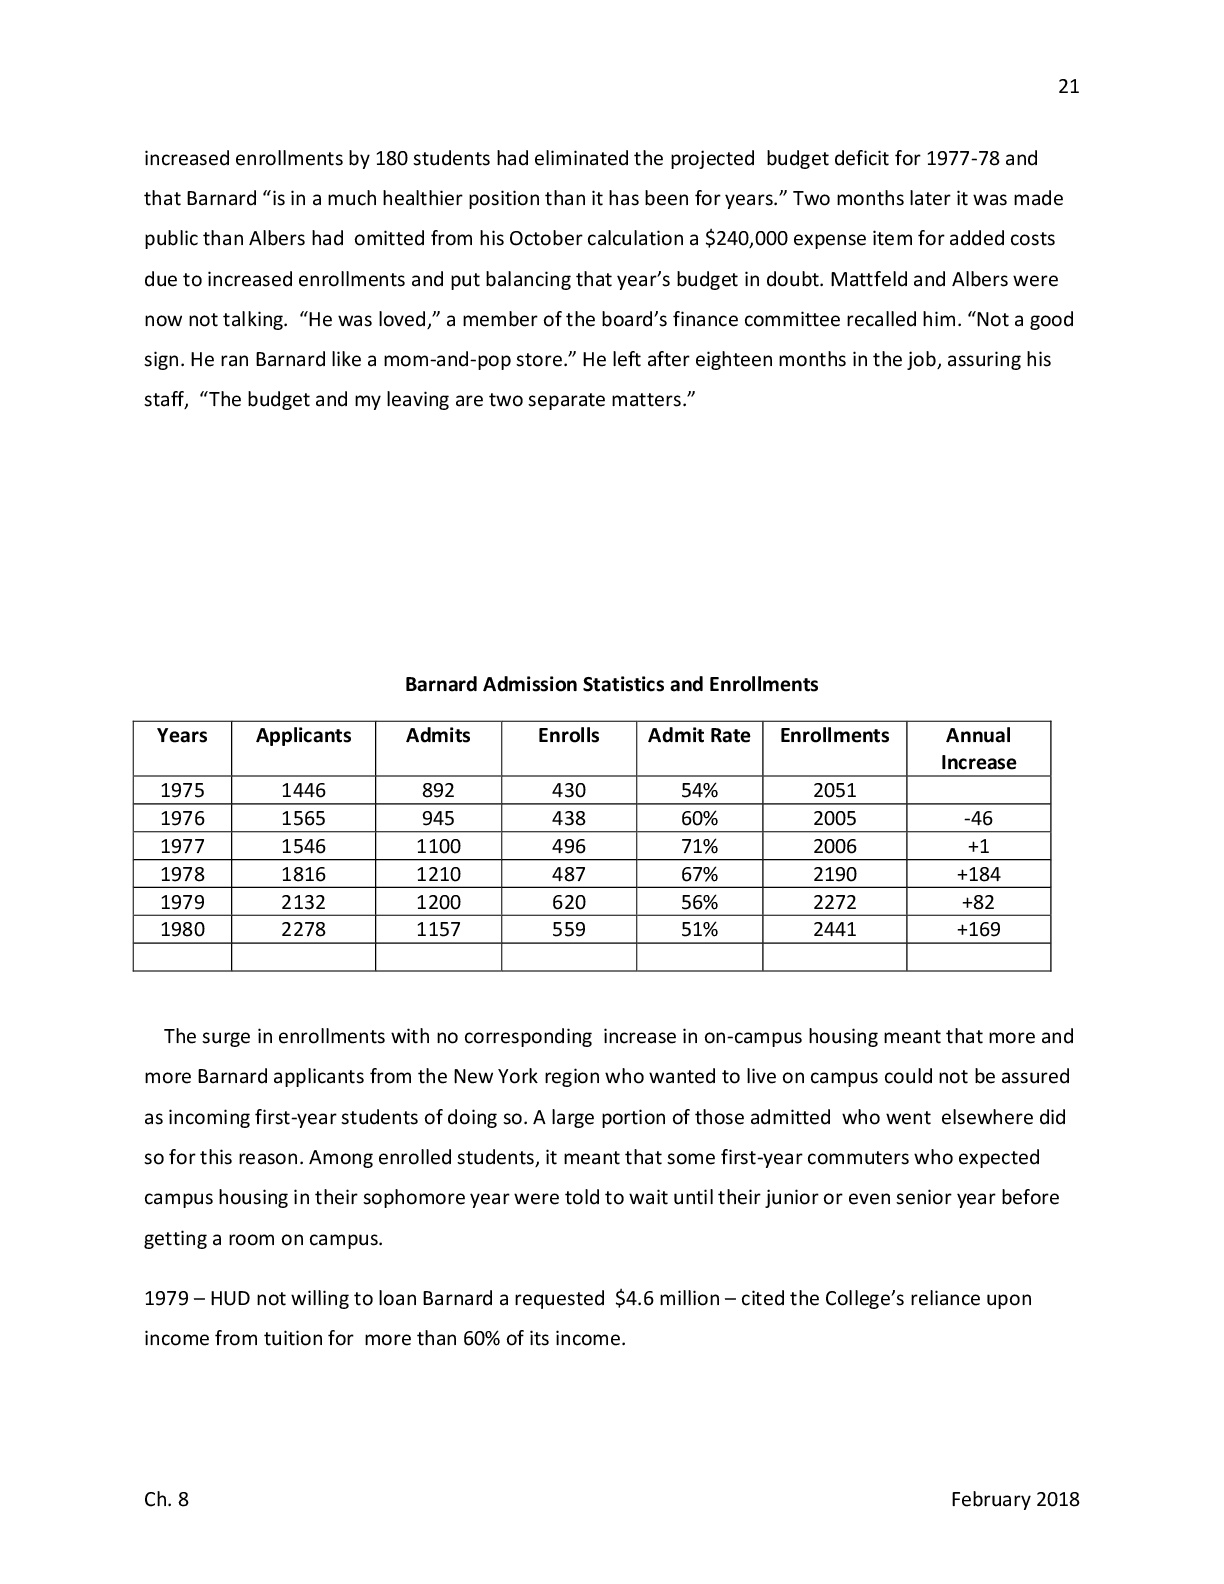 21
increased enrollments by 180 students had eliminated the projected  budget deficit for 1977-78 and
that Barnard “is in a much healthier position than it has been for years.” Two months later it was made
public than Albers had  omitted from his October calculation a $240,000 expense item for added costs
due to increased enrollments and put balancing that year’s budget in doubt. Mattfeld and Albers were
now not talking.  “He was loved,” a member of the board’s finance committee recalled him. “Not a good
sign. He ran Barnard like a mom-and-pop store.” He left after eighteen months in the job, assuring his
staff,  “The budget and my leaving are two separate matters.”
Barnard Admission Statistics and Enrollments
Years Applicants Admits Enrolls Admit Rate Enrollments Annual
Increase
1975 1446 892 430 54% 2051
1976 1565 945 438 60% 2005 -46
1977 1546 1100 496 71% 2006 +1
1978 1816 1210 487 67% 2190 +184
1979 2132 1200 620 56% 2272 +82
1980 2278 1157 559 51% 2441 +169
The surge in enrollments with no corresponding  increase in on-campus housing meant that more and
more Barnard applicants from the New York region who wanted to live on campus could not be assured
as incoming first-year students of doing so. A large portion of those admitted  who went  elsewhere did
so for this reason. Among enrolled students, it meant that some first-year commuters who expected
campus housing in their sophomore year were told to wait until their junior or even senior year before
getting a room on campus.
1979 – HUD not willing to loan Barnard a requested  $4.6 million – cited the College’s reliance upon
income from tuition for  more than 60% of its income.
Ch. 8 February 2018